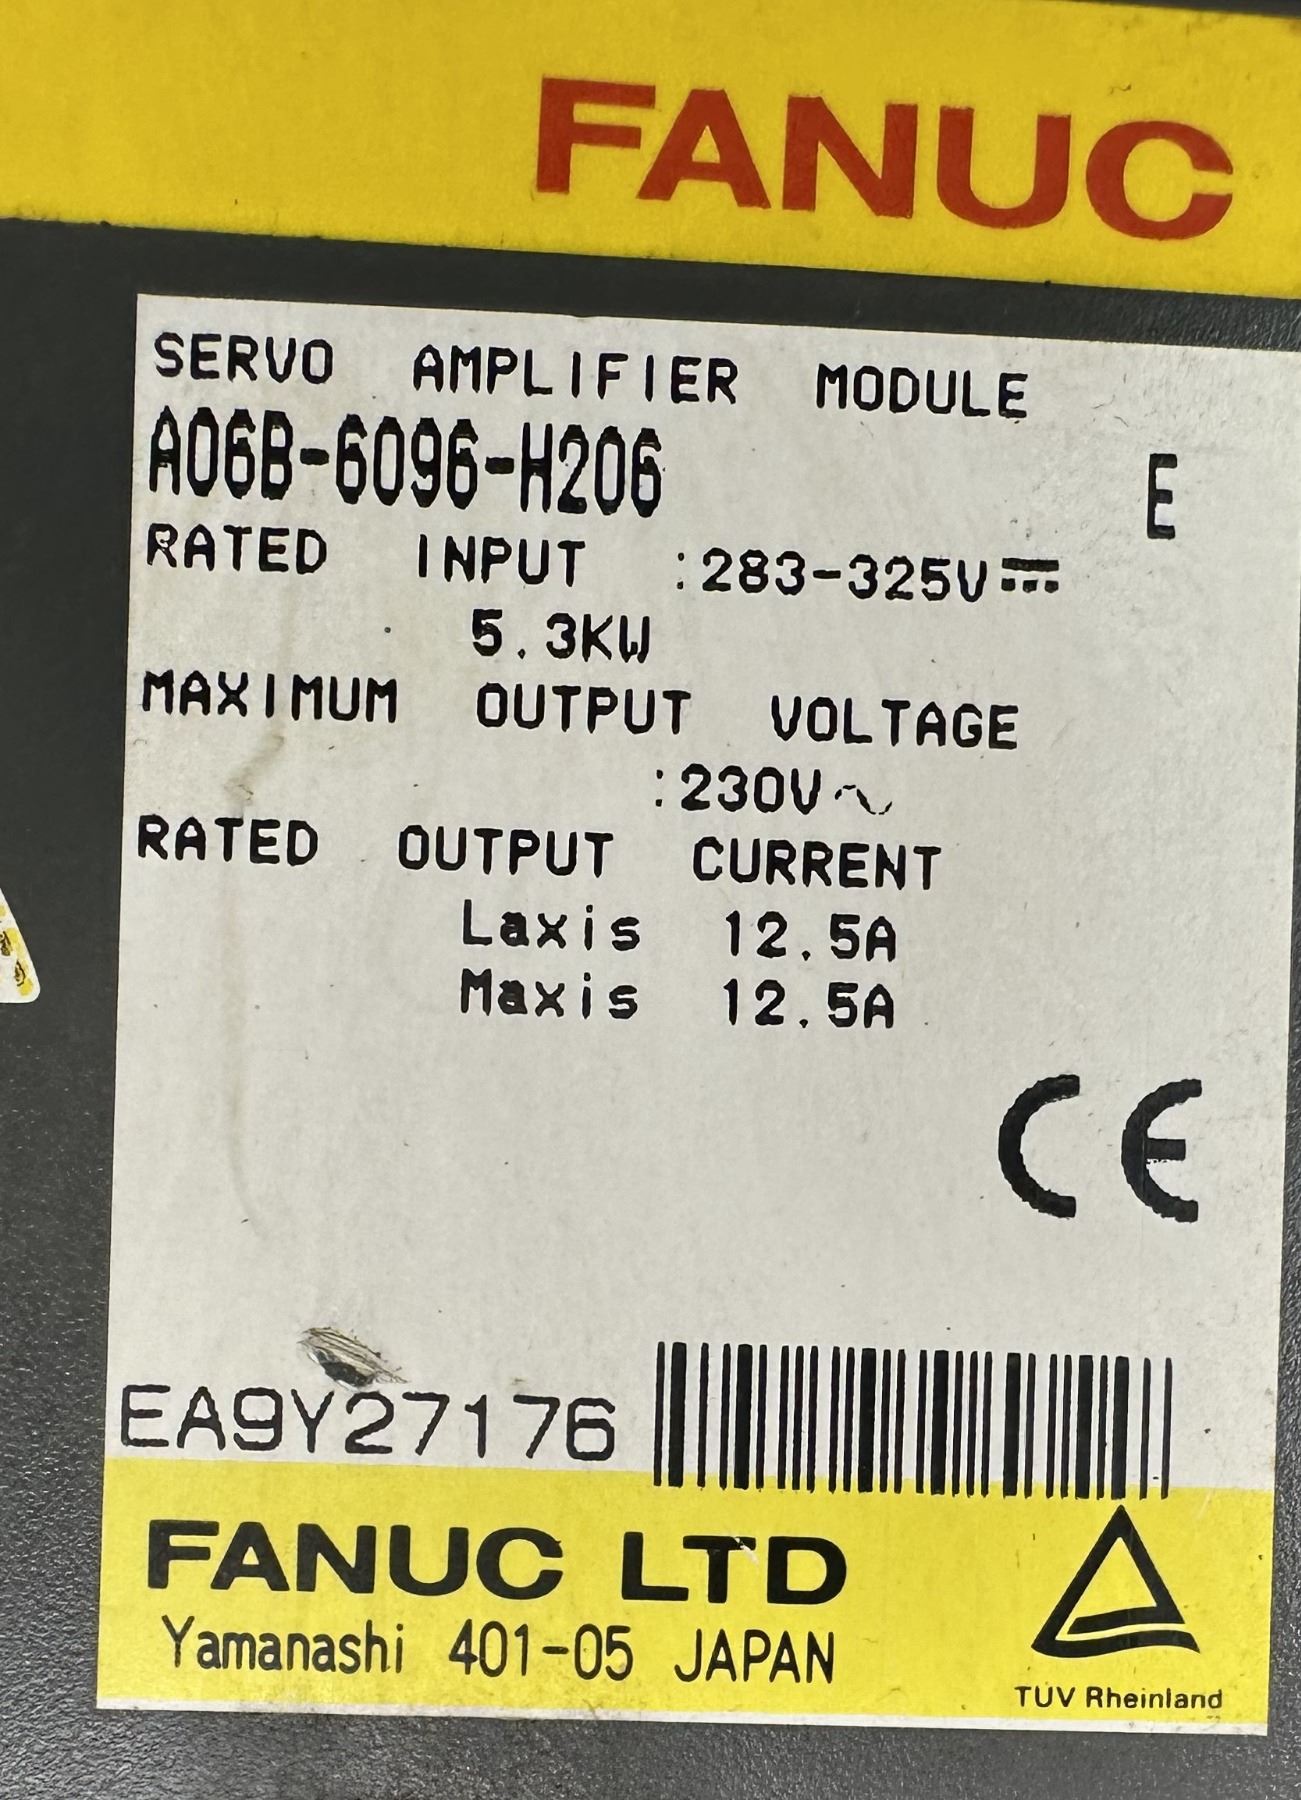 FANUC
SERVO AMPLIFIER MODULE
A06B-6096-H206 E
RATED INPUT :283-325V⎓
5.3KW
MAXIMUM OUTPUT VOLTAGE
:230V~
RATED OUTPUT CURRENT
Laxis 12.5A
Maxis 12.5A
CE
EA9Y27176
FANUC LTD
Yamanashi 401-05 JAPAN
TÜV Rheinland